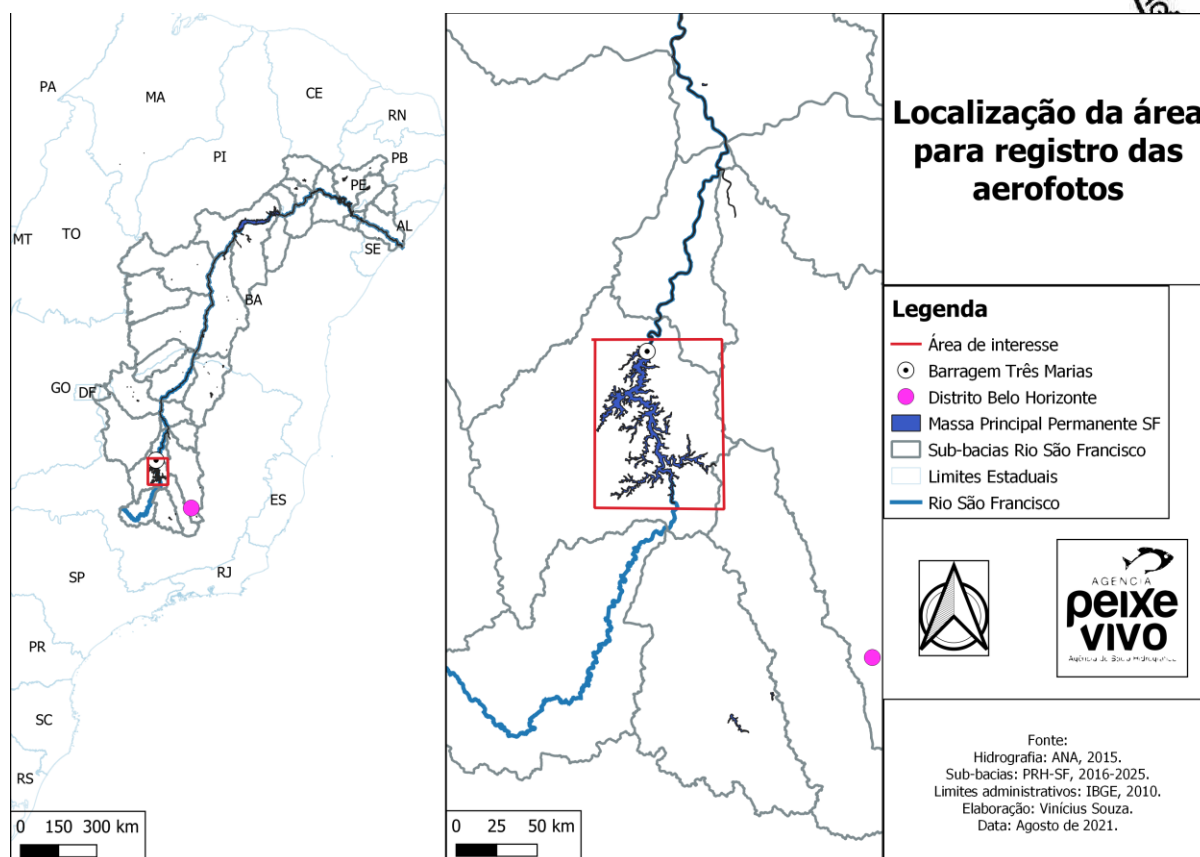 PA
MA
CE
RN
PI
PB
PE
MT
TO
AL
SE
BA
GO
DF
ES
SP
RJ
PR
SC
RS
0 150 300 km
0 25 50 km
Localização da área
para registro das
aerofotos
Legenda
Área de interesse
Barragem Três Marias
Distrito Belo Horizonte
Massa Principal Permanente SF
Sub-bacias Rio São Francisco
Limites Estaduais
Rio São Francisco
AGENCIA
peixe
vivo
Fonte:
Hidrografia: ANA, 2015.
Sub-bacias: PRH-SF, 2016-2025.
Limites administrativos: IBGE, 2010.
Elaboração: Vinícius Souza.
Data: Agosto de 2021.